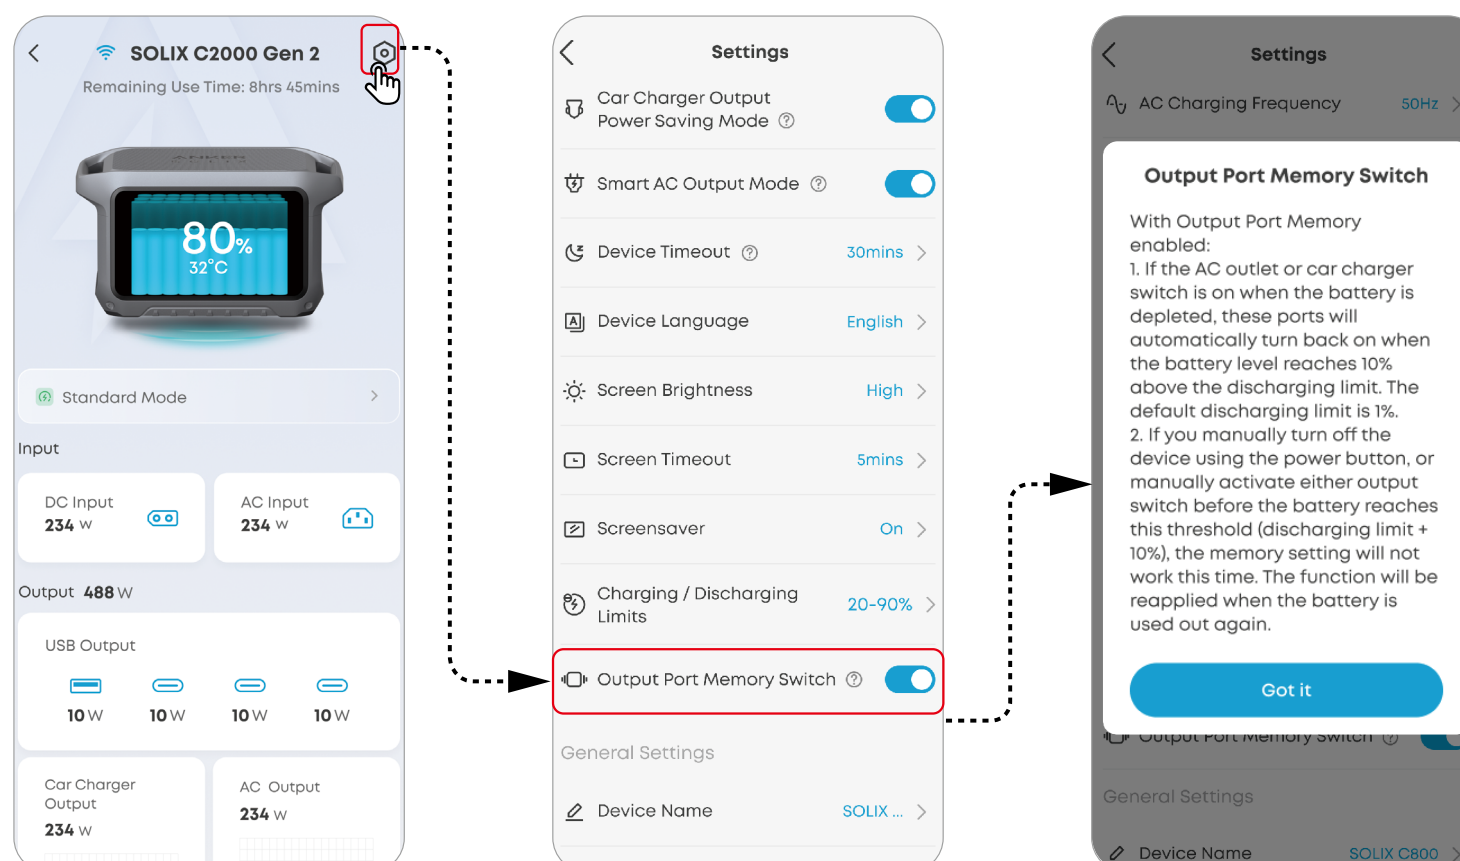 SOLIX C2000 Gen 2
Remaining Use Time: 8hrs 45mins
ANKER
80%
32°C
Standard Mode
Input
DC Input
234 W
AC Input
234 W
Output 488 W
USB Output
10 W
10 W
10 W
10 W
Car Charger
Output
234 W
AC Output
234 W
Settings
Car Charger Output
Power Saving Mode ?
Smart AC Output Mode ?
Device Timeout ? 30mins
Device Language English
Screen Brightness High
Screen Timeout 5mins
Screensaver On
Charging / Discharging
Limits 20-90%
Output Port Memory Switch ?
General Settings
Device Name SOLIX ...
Settings
AC Charging Frequency 50Hz
Output Port Memory Switch
With Output Port Memory
enabled:
1. If the AC outlet or car charger
switch is on when the battery is
depleted, these ports will
automatically turn back on when
the battery level reaches 10%
above the discharging limit. The
default discharging limit is 1%.
2. If you manually turn off the
device using the power button, or
manually activate either output
switch before the battery reaches
this threshold (discharging limit +
10%), the memory setting will not
work this time. The function will be
reapplied when the battery is
used out again.
Got it
Output Port Memory Switch ?
General Settings
Device Name SOLIX C800